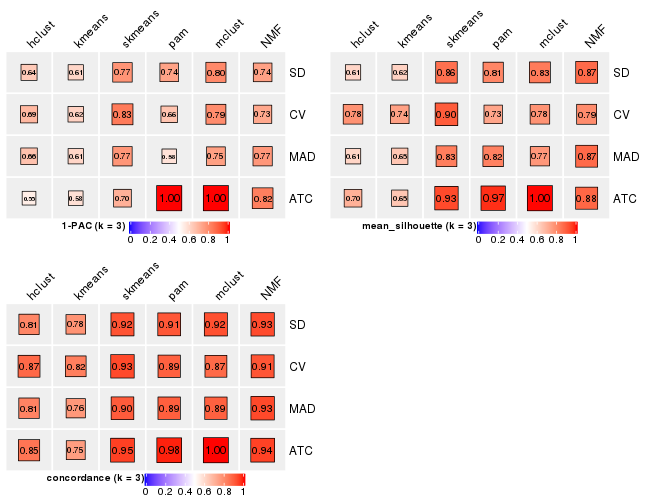 hclust kmeans skmeans pam mclust NMF
0.64 0.61 0.77 0.74 0.80 0.74 SD
0.69 0.62 0.83 0.66 0.79 0.73 CV
0.66 0.61 0.77 0.58 0.75 0.77 MAD
0.55 0.58 0.70 1.00 1.00 0.82 ATC
1-PAC (k = 3)
0 0.2 0.4 0.6 0.8 1
hclust kmeans skmeans pam mclust NMF
0.61 0.62 0.86 0.81 0.83 0.87 SD
0.78 0.74 0.90 0.73 0.78 0.79 CV
0.61 0.65 0.83 0.82 0.77 0.87 MAD
0.70 0.65 0.93 0.97 1.00 0.88 ATC
mean_silhouette (k = 3)
0 0.2 0.4 0.6 0.8 1
hclust kmeans skmeans pam mclust NMF
0.81 0.78 0.92 0.91 0.92 0.93 SD
0.87 0.82 0.93 0.89 0.87 0.91 CV
0.81 0.76 0.90 0.89 0.89 0.93 MAD
0.85 0.75 0.95 0.98 1.00 0.94 ATC
concordance (k = 3)
0 0.2 0.4 0.6 0.8 1